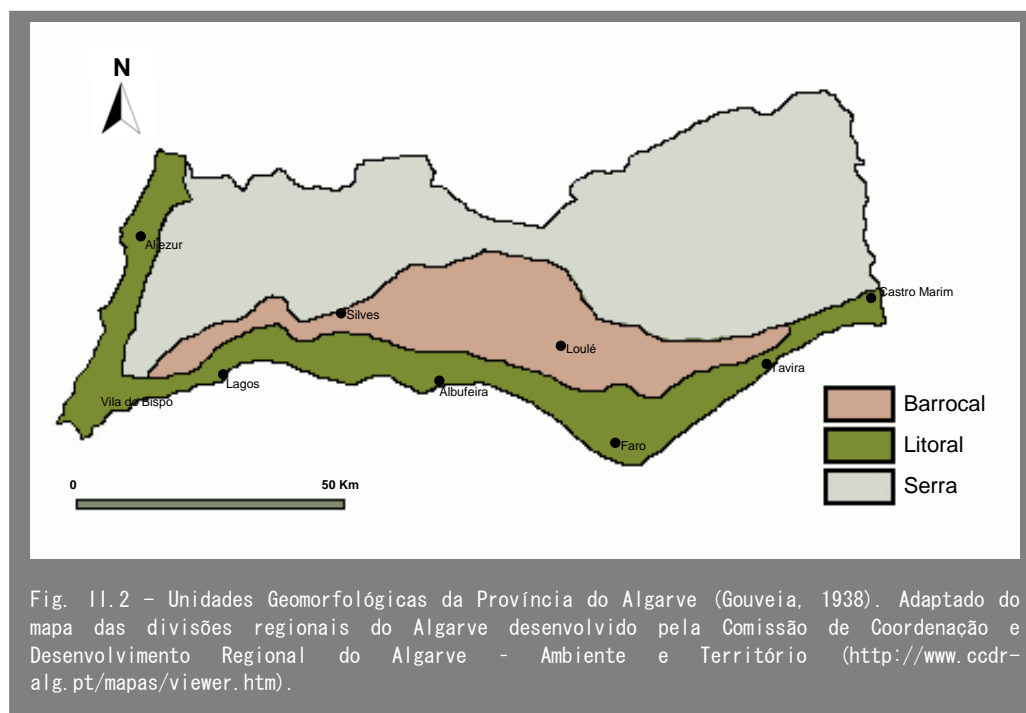 N
Aljezur
Castro Marim
Silves
Loulé
Tavira
Lagos
Albufeira
Vila do Bispo
Faro
Barrocal
Litoral
Serra
0 50 Km
Fig. II.2 – Unidades Geomorfológicas da Província do Algarve (Gouveia, 1938). Adaptado do
mapa das divisões regionais do Algarve desenvolvido pela Comissão de Coordenação e
Desenvolvimento Regional do Algarve - Ambiente e Território (http://www.ccdr-
alg.pt/mapas/viewer.htm).